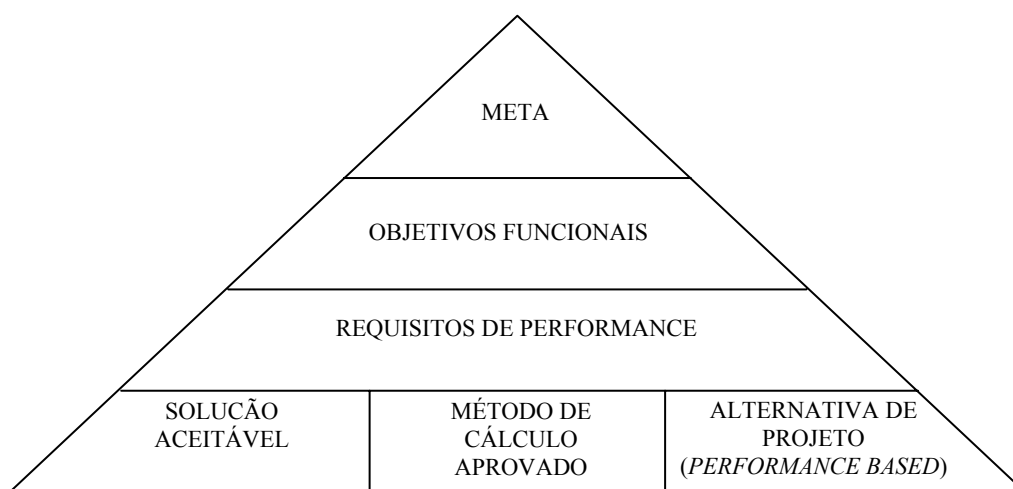 META
OBJETIVOS FUNCIONAIS
REQUISITOS DE PERFORMANCE
SOLUCÃO
ACEITÁVEL
MÉTODO DE
CÁLCULO
APROVADO
ALTERNATIVA DE
PROJETO
(PERFORMANCE BASED)